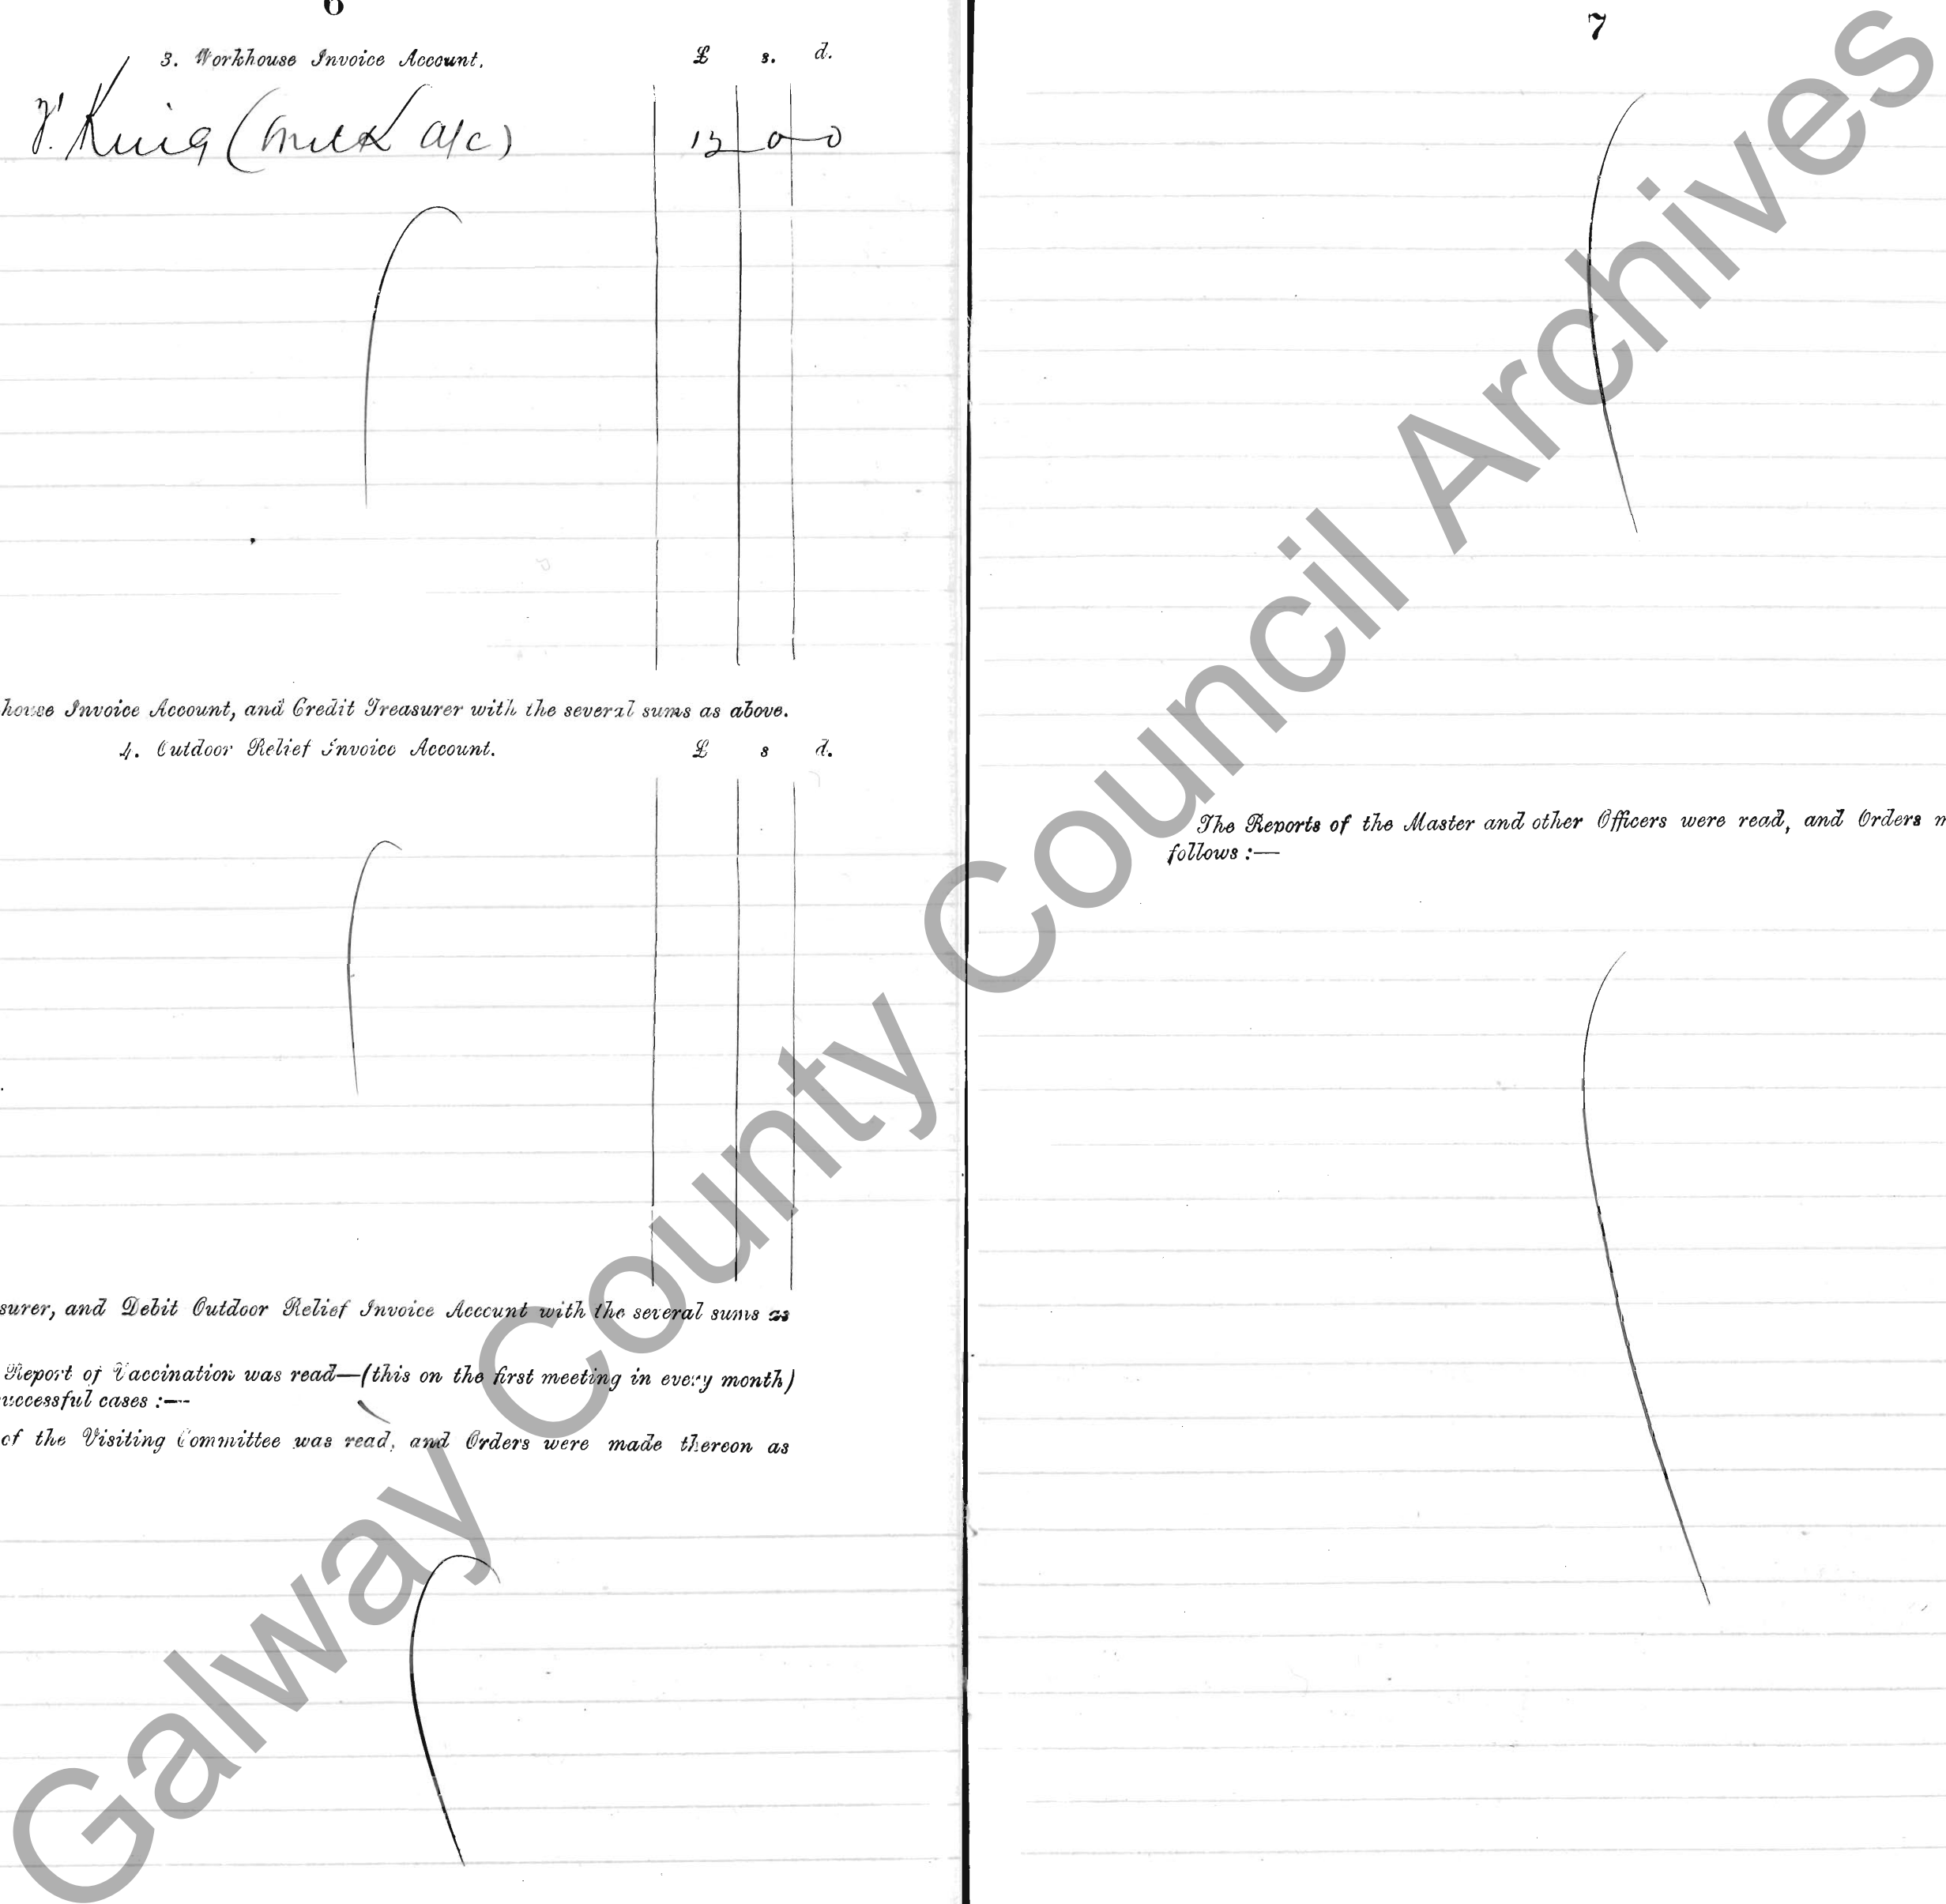 6
3. Workhouse Invoice Account. £ s. d.
King (milk a/c) 13 0 0
house Invoice Account, and Credit Treasurer with the several sums as above.
4. Outdoor Relief Invoice Account. £ s d.
surer, and Debit Outdoor Relief Invoice Account with the several sums as
Report of Vaccination was read—(this on the first meeting in every month)
uccessful cases :—
of the Visiting Committee was read, and Orders were made thereon as
7
The Reports of the Master and other Officers were read, and Orders m
follows :—
Galway County Council Archives